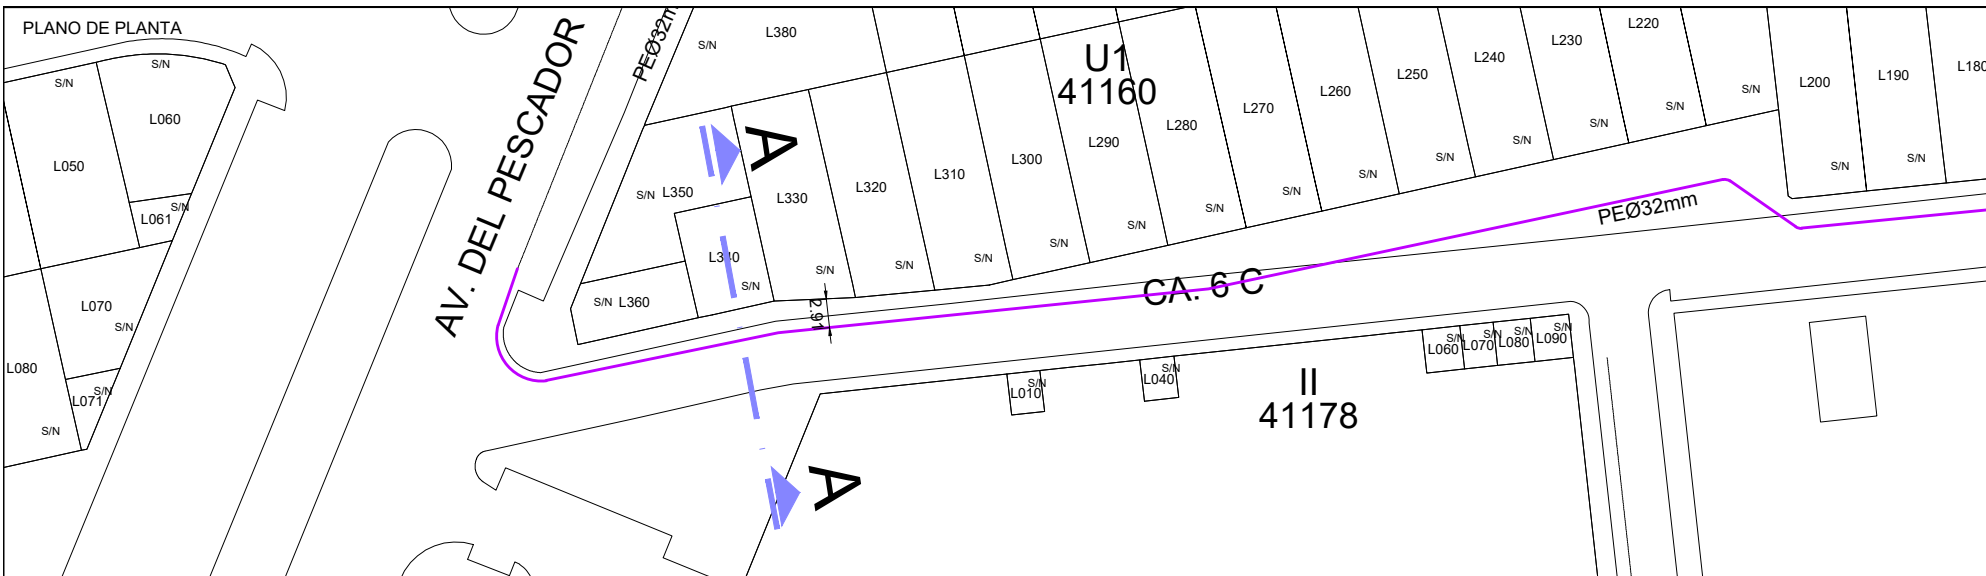 PLANO DE PLANTA
S/N
S/N
L060
L050
S/N
L061
L070
S/N
L080
S/N
L071
S/N
AV. DEL PESCADOR
PEØ32m
S/N
L380
U1
41160
S/N
L350
L340
S/N
S/N
L360
L330
S/N
L320
S/N
L310
S/N
L300
S/N
L290
S/N
L280
S/N
L270
S/N
L260
S/N
L250
S/N
L240
S/N
L230
S/N
L220
S/N
S/N
L200
S/N
L190
S/N
L180
A
A
2.91
CA. 6 C
PEØ32mm
S/N
L010
S/N
L040
II
41178
S/N
L060
S/N
L070
S/N
L080
S/N
L090